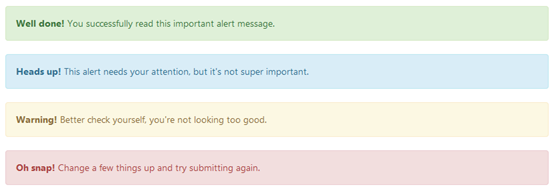 Well done! You successfully read this important alert message.
Heads up! This alert needs your attention, but it's not super important.
Warning! Better check yourself, you're not looking too good.
Oh snap! Change a few things up and try submitting again.